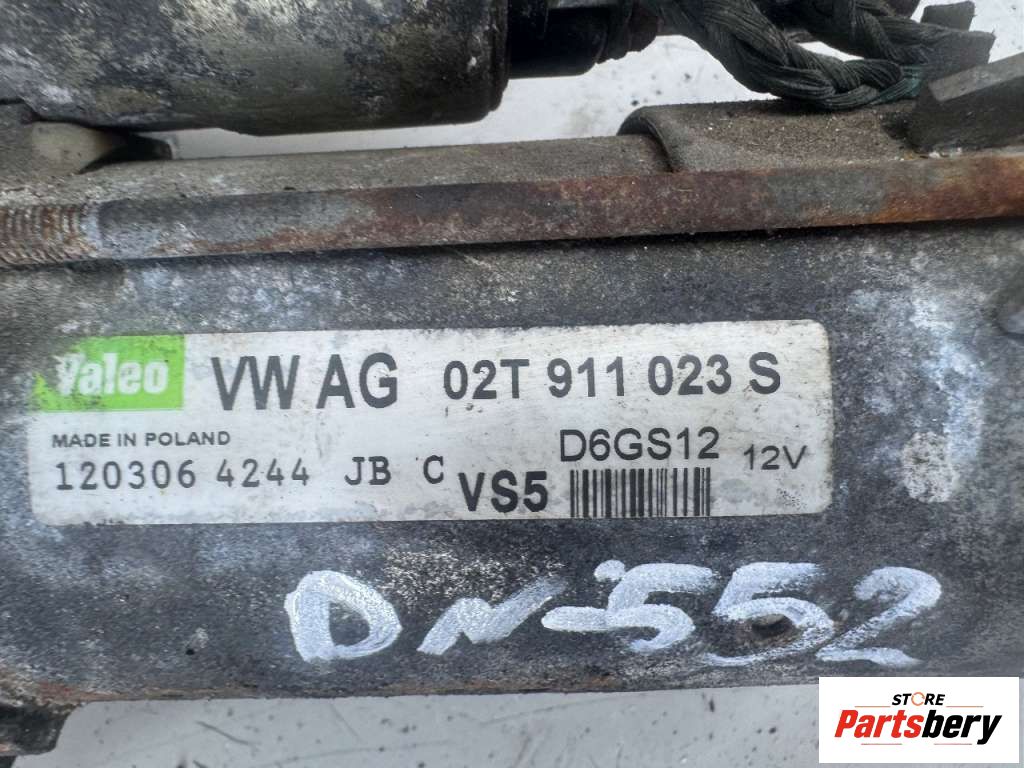 Valeo VW AG 02T 911 023 S
MADE IN POLAND D6GS12 12V
120306 4244 JB C VS5
DN-552
STORE
Partsbery